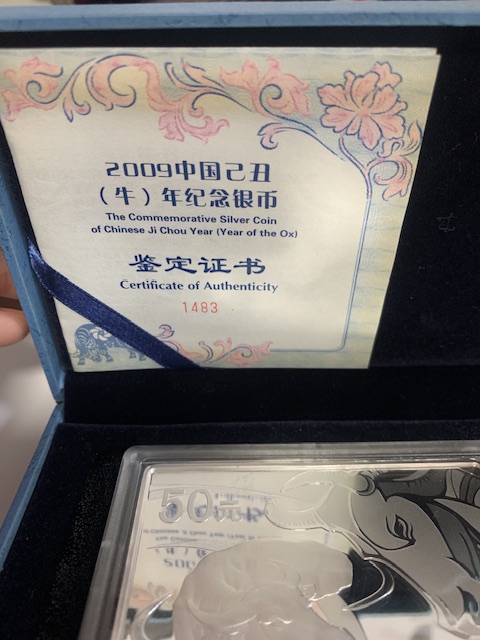 2009中国己丑
(牛)年纪念银币
The Commemorative Silver Coin
of Chinese Ji Chou Year (Year of the Ox)
鉴定证书
Certificate of Authenticity
1483
50元